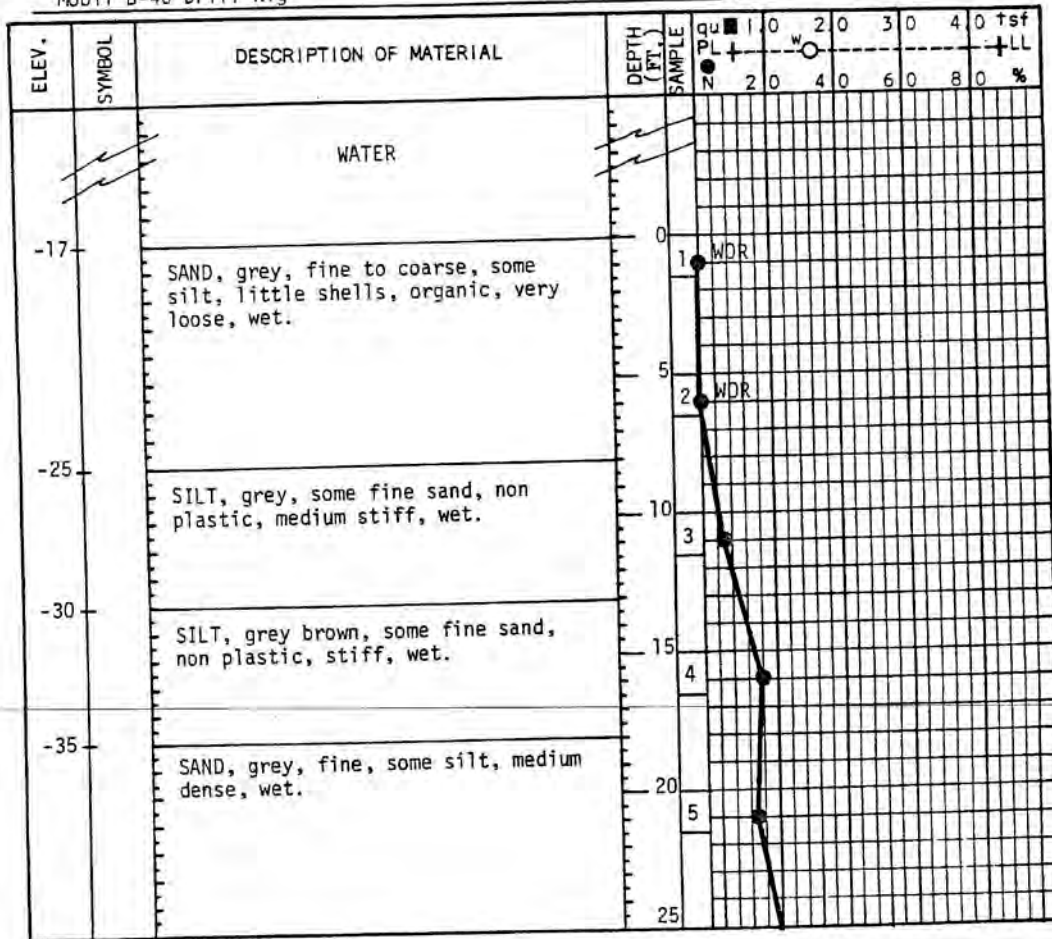 ELEV.
SYMBOL
DESCRIPTION OF MATERIAL
DEPTH (FT.)
SAMPLE
qu 1.0 2.0 3.0 4.0 tsf
PL W LL
N 20 40 60 80 %
WATER
-17
0
1 WOR
SAND, grey, fine to coarse, some
silt, little shells, organic, very
loose, wet.
5
2 WOR
-25
SILT, grey, some fine sand, non
plastic, medium stiff, wet.
10
3
-30
SILT, grey brown, some fine sand,
non plastic, stiff, wet.
15
4
-35
SAND, grey, fine, some silt, medium
dense, wet.
20
5
25